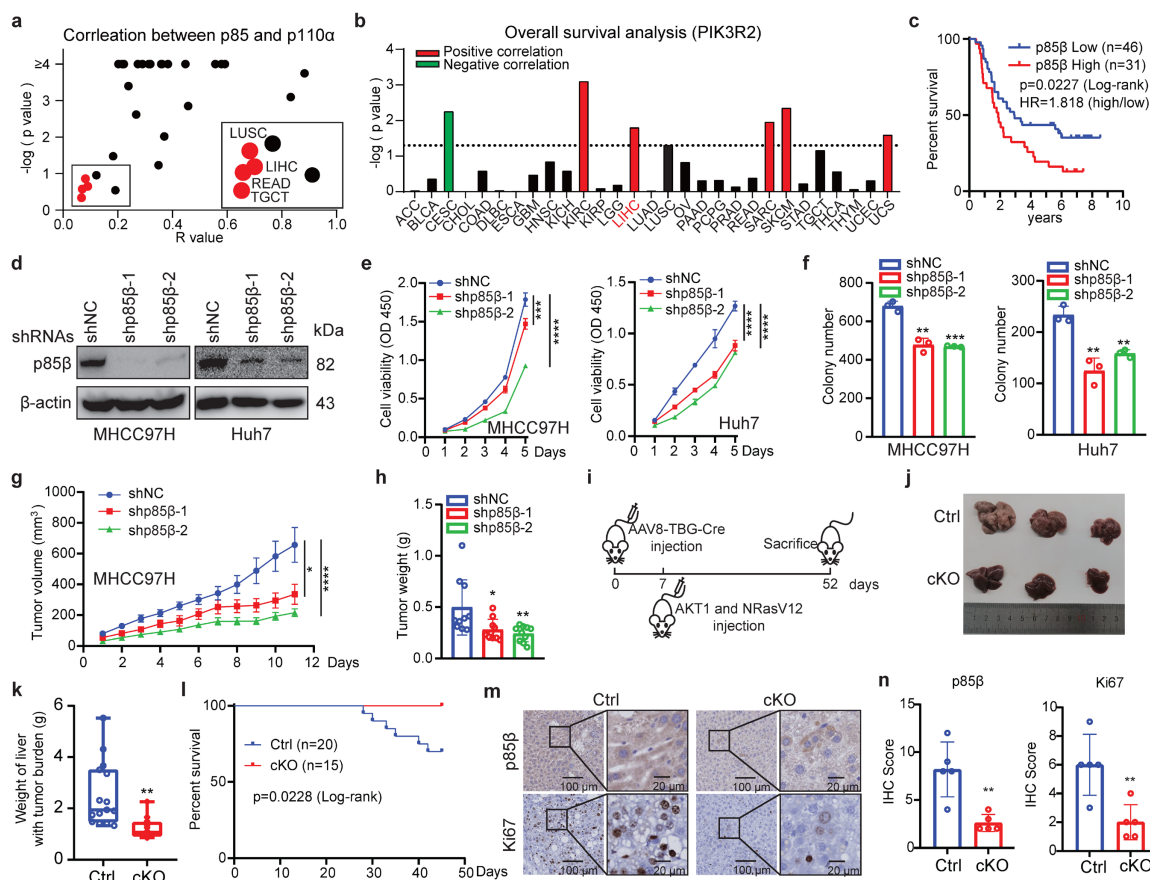 a
Corrleation between p85 and p110α
-log ( p value )
≥4
3
2
1
0
0
0.2
0.4
0.6
0.8
1.0
R value
LUSC
LIHC
READ
TGCT
b
Overall survival analysis (PIK3R2)
Positive correlation
Negative correlation
-log ( p value )
4
3
2
1
0
ACC
BLCA
CESC
CHOL
COAD
DLBC
ESCA
GBM
HNSC
KICH
KIRC
KIRP
LGG
LIHC
LUAD
LUSC
OV
PAAD
PCPG
PRAD
READ
SARC
SKCM
STAD
TGCT
THCA
THYM
UCEC
UCS
c
p85β Low (n=46)
p85β High (n=31)
p=0.0227 (Log-rank)
HR=1.818 (high/low)
Percent survival
100
50
0
0 2 4 6 8 10
years
d
shRNAs
shNC
shp85β-1
shp85β-2
shNC
shp85β-1
shp85β-2
kDa
p85β
82
β-actin
43
MHCC97H
Huh7
e
shNC
shp85β-1
shp85β-2
Cell viability (OD 450)
2.0
1.5
1.0
0.5
0.0
0 1 2 3 4 5 Days
MHCC97H
***
****
shNC
shp85β-1
shp85β-2
Cell viability (OD 450)
1.5
1.0
0.5
0.0
0 1 2 3 4 5 Days
Huh7
****
****
f
shNC
shp85β-1
shp85β-2
Colony number
800
600
400
200
0
** ***
MHCC97H
shNC
shp85β-1
shp85β-2
Colony number
300
200
100
0
** **
Huh7
g
shNC
shp85β-1
shp85β-2
Tumor volume (mm³)
1000
800
600
400
200
0
0 2 4 6 8 10 12 Days
MHCC97H
*
****
h
shNC
shp85β-1
shp85β-2
Tumor weight (g)
1.5
1.0
0.5
0.0
* **
i
AAV8-TBG-Cre
injection
Sacrifice
0 7 52 days
AKT1 and NRasV12
injection
j
Ctrl
cKO
k
Weight of liver
with tumor burden (g)
6
4
2
0
**
Ctrl cKO
l
Percent survival
100
50
0
Ctrl (n=20)
cKO (n=15)
p=0.0228 (Log-rank)
0 10 20 30 40 50 Days
m
Ctrl cKO
p85β
100 μm 20 μm 100 μm 20 μm
Ki67
100 μm 20 μm 100 μm 20 μm
n
p85β
IHC Score
15
10
5
0
**
Ctrl cKO
Ki67
IHC Score
10
8
6
4
2
0
**
Ctrl cKO